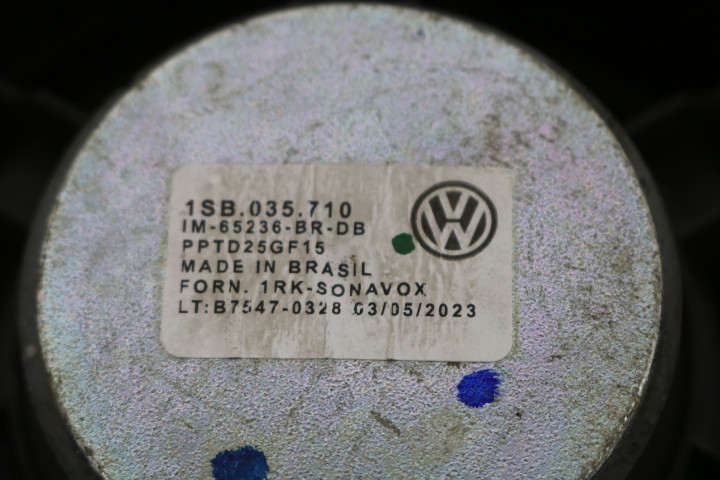 1SB.035.710
IM-65236-BR-DB
PPTD25GF15
MADE IN BRASIL
FORN. 1RK-SONAVOX
LT:B7547-0328 03/05/2023